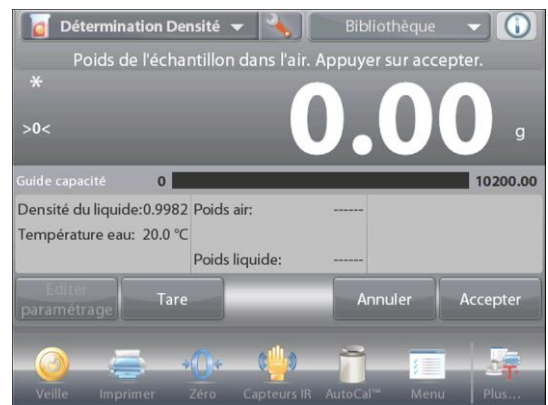 Détermination Densité Bibliothèque
Poids de l'échantillon dans l'air. Appuyer sur accepter.
*
>0<
0.00 g
Guide capacité 0 10200.00
Densité du liquide:0.9982 Poids air: ------
Température eau: 20.0 °C
Poids liquide: ------
Editer paramétrage Tare Annuler Accepter
Veille Imprimer Zéro Capteurs IR AutoCal™ Menu Plus...